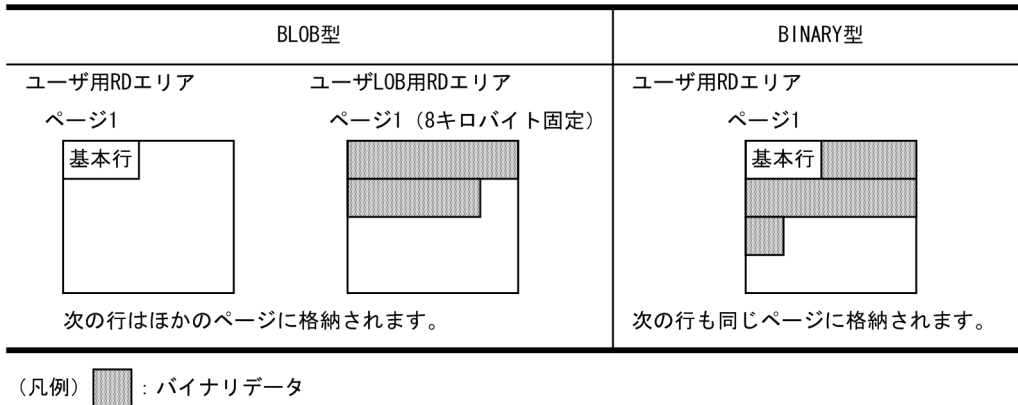 BLOB型
BINARY型
ユーザ用RDエリア
ユーザLOB用RDエリア
ユーザ用RDエリア
ページ1
ページ1（8キロバイト固定）
ページ1
基本行
基本行
次の行はほかのページに格納されます。
次の行も同じページに格納されます。
（凡例）：バイナリデータ